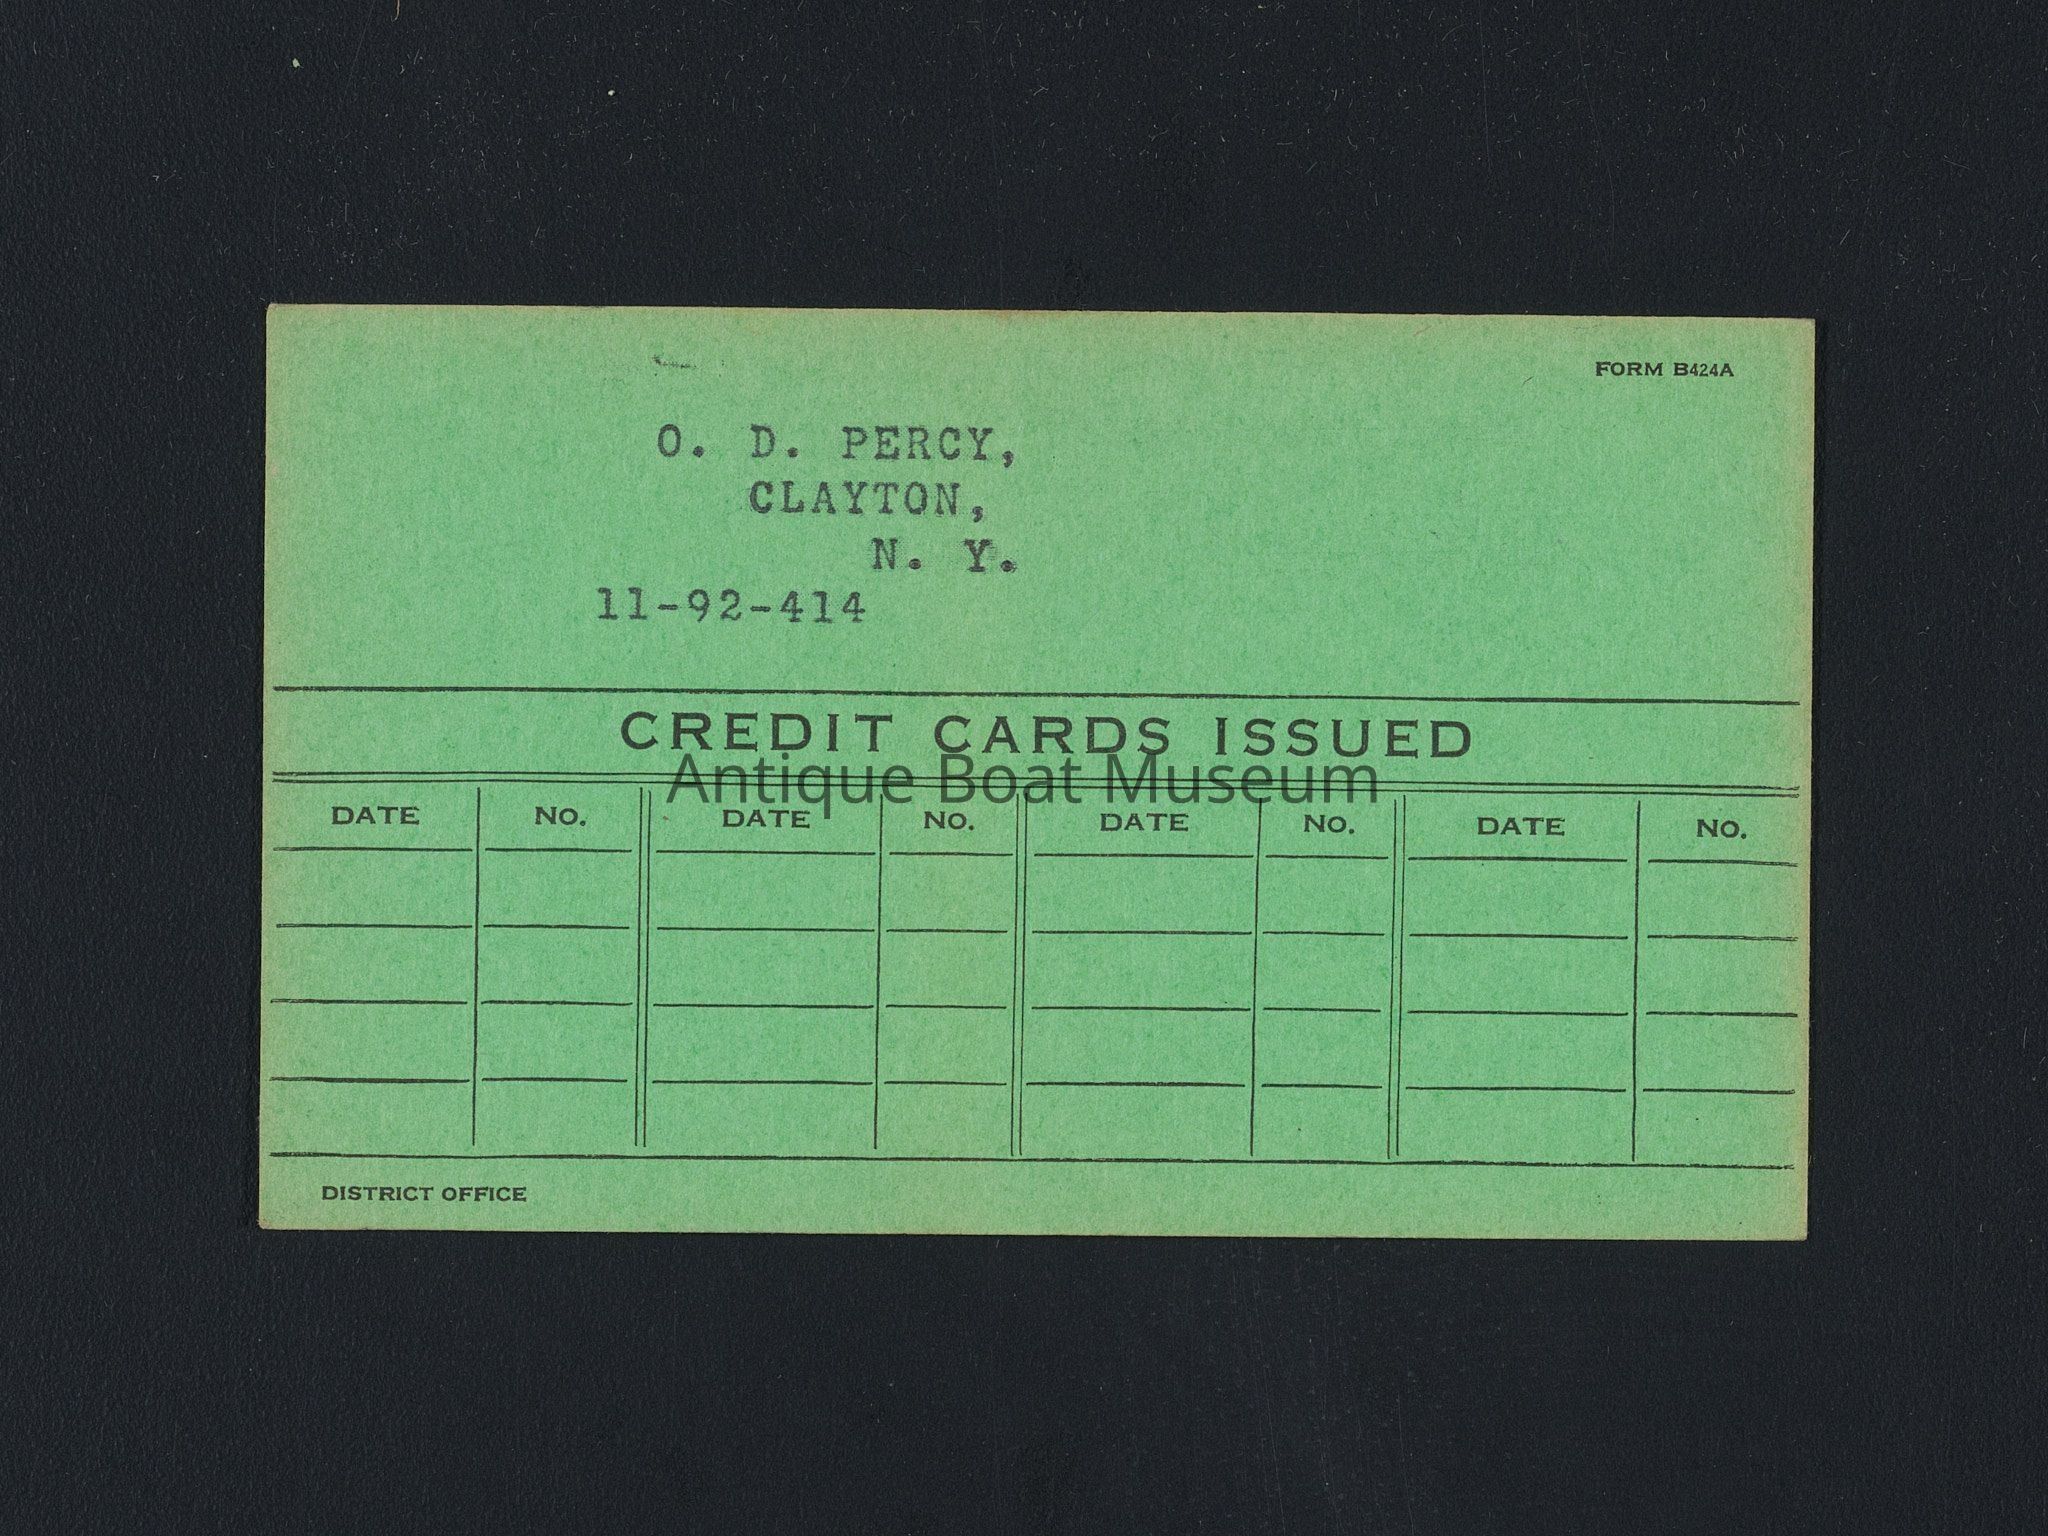 FORM B424A
O. D. PERCY,
CLAYTON,
N. Y.
11-92-414
CREDIT CARDS ISSUED
Antique Boat Museum
DATE NO. DATE NO. DATE NO. DATE NO.
DISTRICT OFFICE